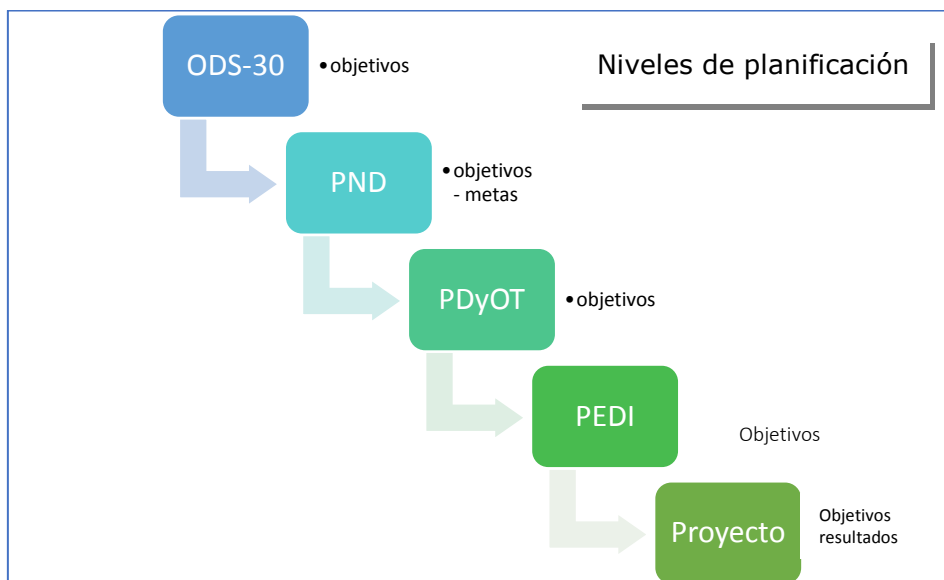 Niveles de planificación
ODS-30
•objetivos
PND
•objetivos
- metas
PDyOT
•objetivos
PEDI
Objetivos
Proyecto
Objetivos
resultados